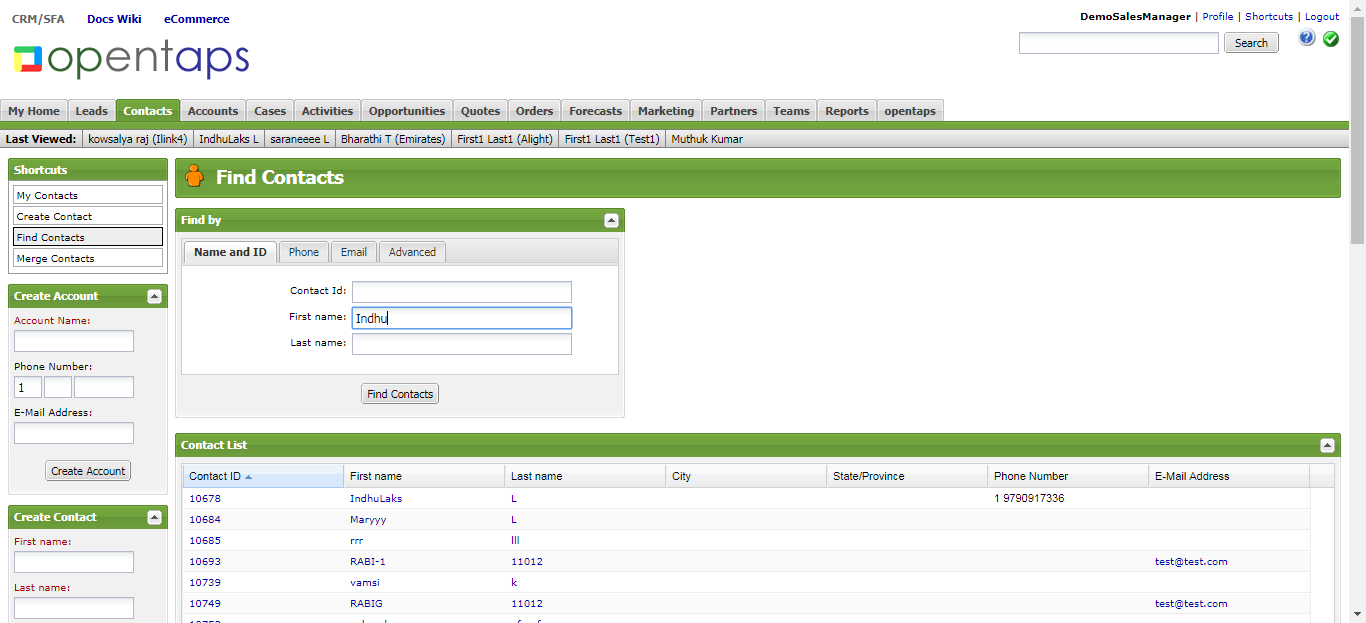 CRM/SFA Docs Wiki eCommerce
DemoSalesManager | Profile | Shortcuts | Logout
opentaps
Search
My Home Leads Contacts Accounts Cases Activities Opportunities Quotes Orders Forecasts Marketing Partners Teams Reports opentaps
Last Viewed: kowsalya raj (Ilink4) IndhuLaks L saraneeee L Bharathi T (Emirates) First1 Last1 (Alight) First1 Last1 (Test1) Muthuk Kumar
Shortcuts
My Contacts
Create Contact
Find Contacts
Merge Contacts
Create Account
Account Name:
Phone Number:
1
E-Mail Address:
Create Account
Create Contact
First name:
Last name:
Find Contacts
Find by
Name and ID Phone Email Advanced
Contact Id:
First name: Indhu
Last name:
Find Contacts
Contact List
Contact ID First name Last name City State/Province Phone Number E-Mail Address
10678 IndhuLaks L 1 9790917336
10684 Maryyy L
10685 rrr lll
10693 RABI-1 11012 test@test.com
10739 vamsi k
10749 RABIG 11012 test@test.com